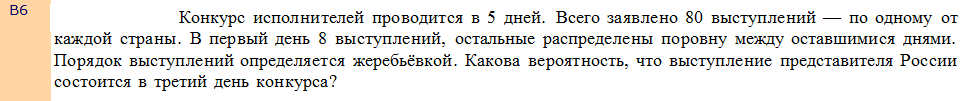 В6
Конкурс исполнителей проводится в 5 дней. Всего заявлено 80 выступлений — по одному от
каждой страны. В первый день 8 выступлений, остальные распределены поровну между оставшимися днями.
Порядок выступлений определяется жеребьёвкой. Какова вероятность, что выступление представителя России
состоится в третий день конкурса?